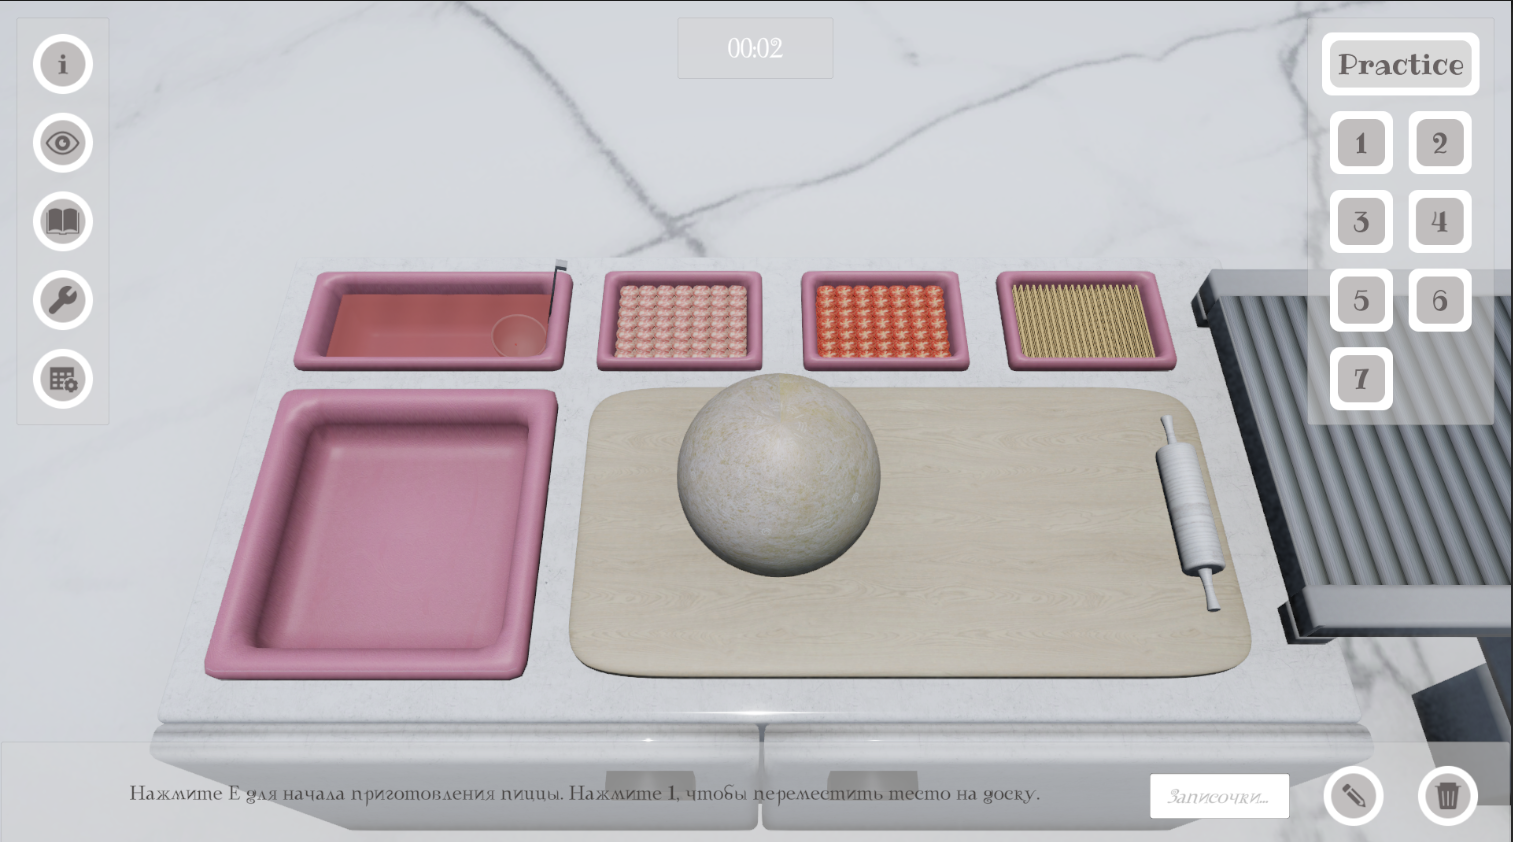 00:02
i
Practice
1 2
3 4
5 6
7
Нажмите E для начала приготовления пиццы. Нажмите 1, чтобы переместить тесто на доску.
Записочки...